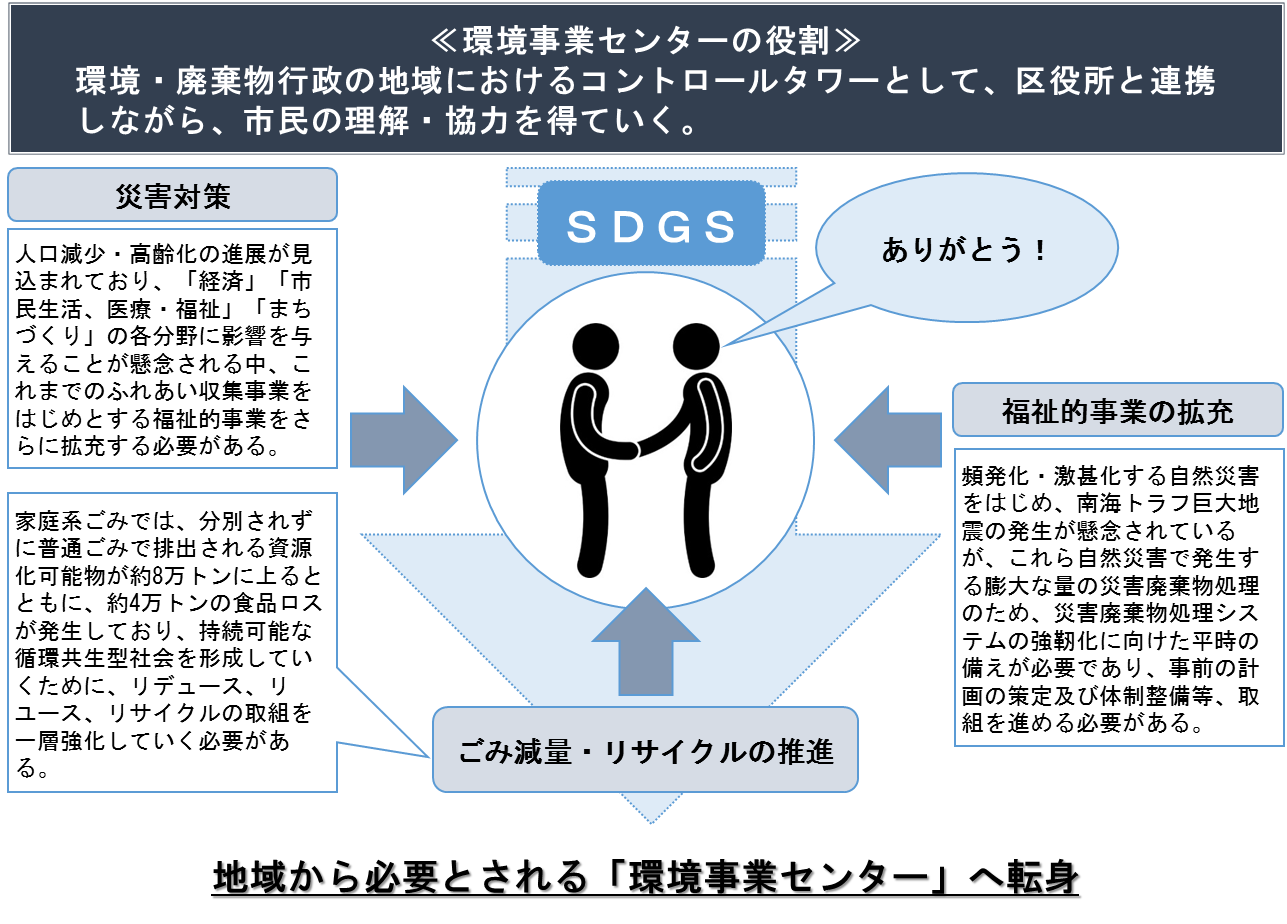 ≪環境事業センターの役割≫
環境・廃棄物行政の地域におけるコントロールタワーとして、区役所と連携
しながら、市民の理解・協力を得ていく。
災害対策
人口減少・高齢化の進展が見
込まれており、「経済」「市
民生活、医療・福祉」「まち
づくり」の各分野に影響を与
えることが懸念される中、こ
れまでのふれあい収集事業を
はじめとする福祉的事業をさ
らに拡充する必要がある。
家庭系ごみでは、分別されず
に普通ごみで排出される資源
化可能物が約8万トンに上ると
ともに、約4万トンの食品ロス
が発生しており、持続可能な
循環共生型社会を形成してい
くために、リデュース、リ
ユース、リサイクルの取組を
一層強化していく必要があ
る。
ＳＤＧＳ
ありがとう！
福祉的事業の拡充
頻発化・激甚化する自然災害
をはじめ、南海トラフ巨大地
震の発生が懸念されている
が、これら自然災害で発生す
る膨大な量の災害廃棄物処理
のため、災害廃棄物処理シス
テムの強靭化に向けた平時の
備えが必要であり、事前の計
画の策定及び体制整備等、取
組を進める必要がある。
ごみ減量・リサイクルの推進
地域から必要とされる「環境事業センター」へ転身